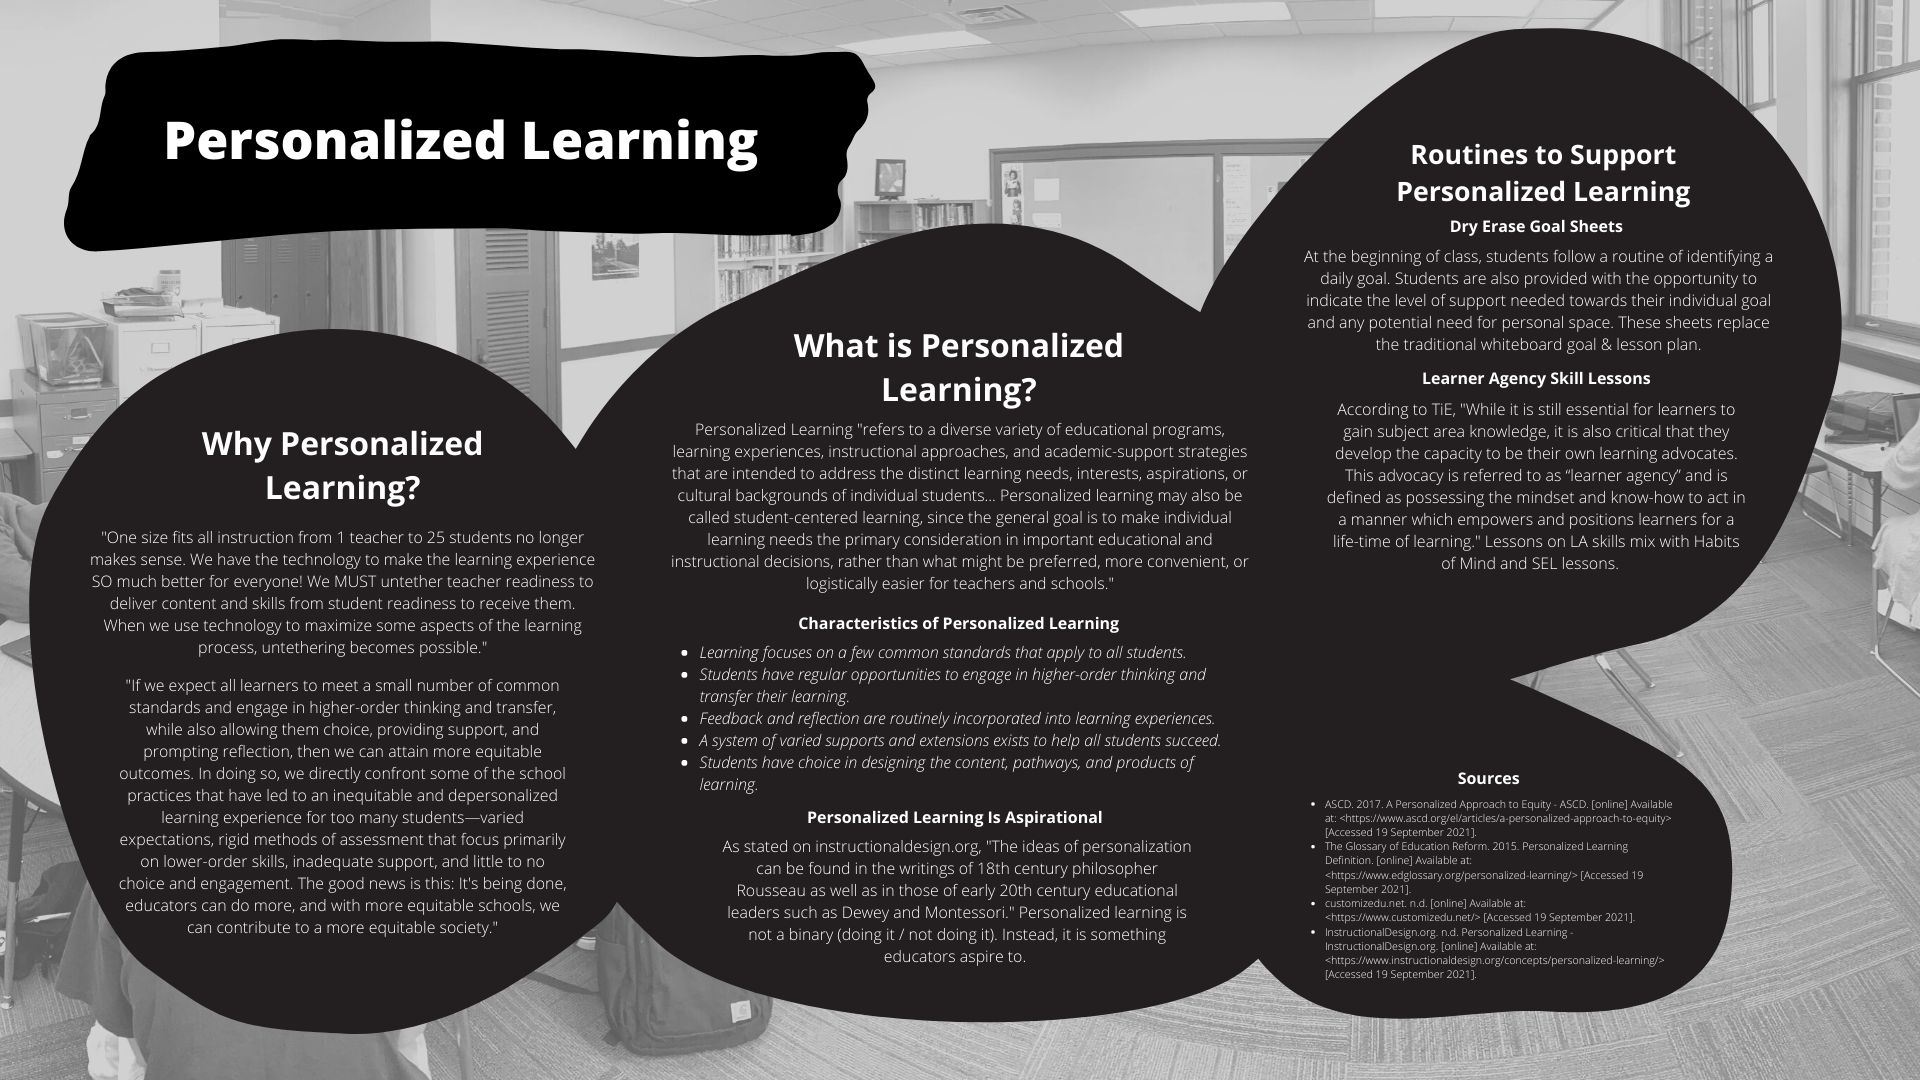 Personalized Learning
Why Personalized
Learning?
"One size fits all instruction from 1 teacher to 25 students no longer
makes sense. We have the technology to make the learning experience
SO much better for everyone! We MUST untether teacher readiness to
deliver content and skills from student readiness to receive them.
When we use technology to maximize some aspects of the learning
process, untethering becomes possible."
"If we expect all learners to meet a small number of common
standards and engage in higher-order thinking and transfer,
while also allowing them choice, providing support, and
prompting reflection, then we can attain more equitable
outcomes. In doing so, we directly confront some of the school
practices that have led to an inequitable and depersonalized
learning experience for too many students—varied
expectations, rigid methods of assessment that focus primarily
on lower-order skills, inadequate support, and little to no
choice and engagement. The good news is this: It's being done,
educators can do more, and with more equitable schools, we
can contribute to a more equitable society."
What is Personalized
Learning?
Personalized Learning "refers to a diverse variety of educational programs,
learning experiences, instructional approaches, and academic-support strategies
that are intended to address the distinct learning needs, interests, aspirations, or
cultural backgrounds of individual students... Personalized learning may also be
called student-centered learning, since the general goal is to make individual
learning needs the primary consideration in important educational and
instructional decisions, rather than what might be preferred, more convenient, or
logistically easier for teachers and schools."
Characteristics of Personalized Learning
• Learning focuses on a few common standards that apply to all students.
• Students have regular opportunities to engage in higher-order thinking and
transfer their learning.
• Feedback and reflection are routinely incorporated into learning experiences.
• A system of varied supports and extensions exists to help all students succeed.
• Students have choice in designing the content, pathways, and products of
learning.
Personalized Learning Is Aspirational
As stated on instructionaldesign.org, "The ideas of personalization
can be found in the writings of 18th century philosopher
Rousseau as well as in those of early 20th century educational
leaders such as Dewey and Montessori." Personalized learning is
not a binary (doing it / not doing it). Instead, it is something
educators aspire to.
Routines to Support
Personalized Learning
Dry Erase Goal Sheets
At the beginning of class, students follow a routine of identifying a
daily goal. Students are also provided with the opportunity to
indicate the level of support needed towards their individual goal
and any potential need for personal space. These sheets replace
the traditional whiteboard goal & lesson plan.
Learner Agency Skill Lessons
According to TiE, "While it is still essential for learners to
gain subject area knowledge, it is also critical that they
develop the capacity to be their own learning advocates.
This advocacy is referred to as “learner agency” and is
defined as possessing the mindset and know-how to act in
a manner which empowers and positions learners for a
life-time of learning." Lessons on LA skills mix with Habits
of Mind and SEL lessons.
Sources
• ASCD. 2017. A Personalized Approach to Equity - ASCD. [online] Available
at: <https://www.ascd.org/el/articles/a-personalized-approach-to-equity>
[Accessed 19 September 2021].
• The Glossary of Education Reform. 2015. Personalized Learning
Definition. [online] Available at:
<https://www.edglossary.org/personalized-learning/> [Accessed 19
September 2021].
• customizedu.net. n.d. [online] Available at:
<https://www.customizedu.net/> [Accessed 19 September 2021].
• InstructionalDesign.org. n.d. Personalized Learning -
InstructionalDesign.org. [online] Available at:
<https://www.instructionaldesign.org/concepts/personalized-learning/>
[Accessed 19 September 2021].